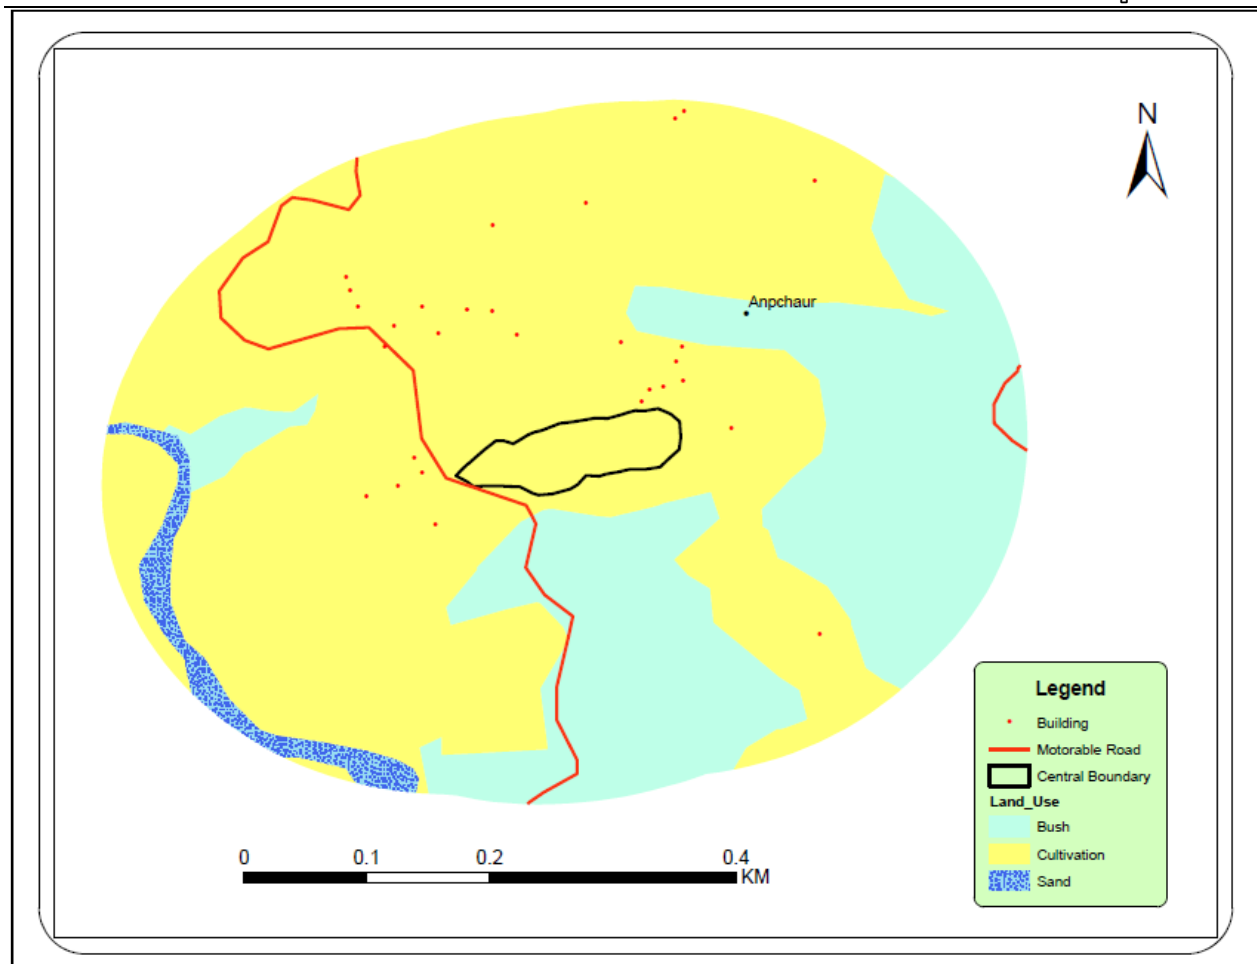 N
Anpchaur
Legend
Building
Motorable Road
Central Boundary
Land_Use
Bush
Cultivation
Sand
0 0.1 0.2 0.4
KM